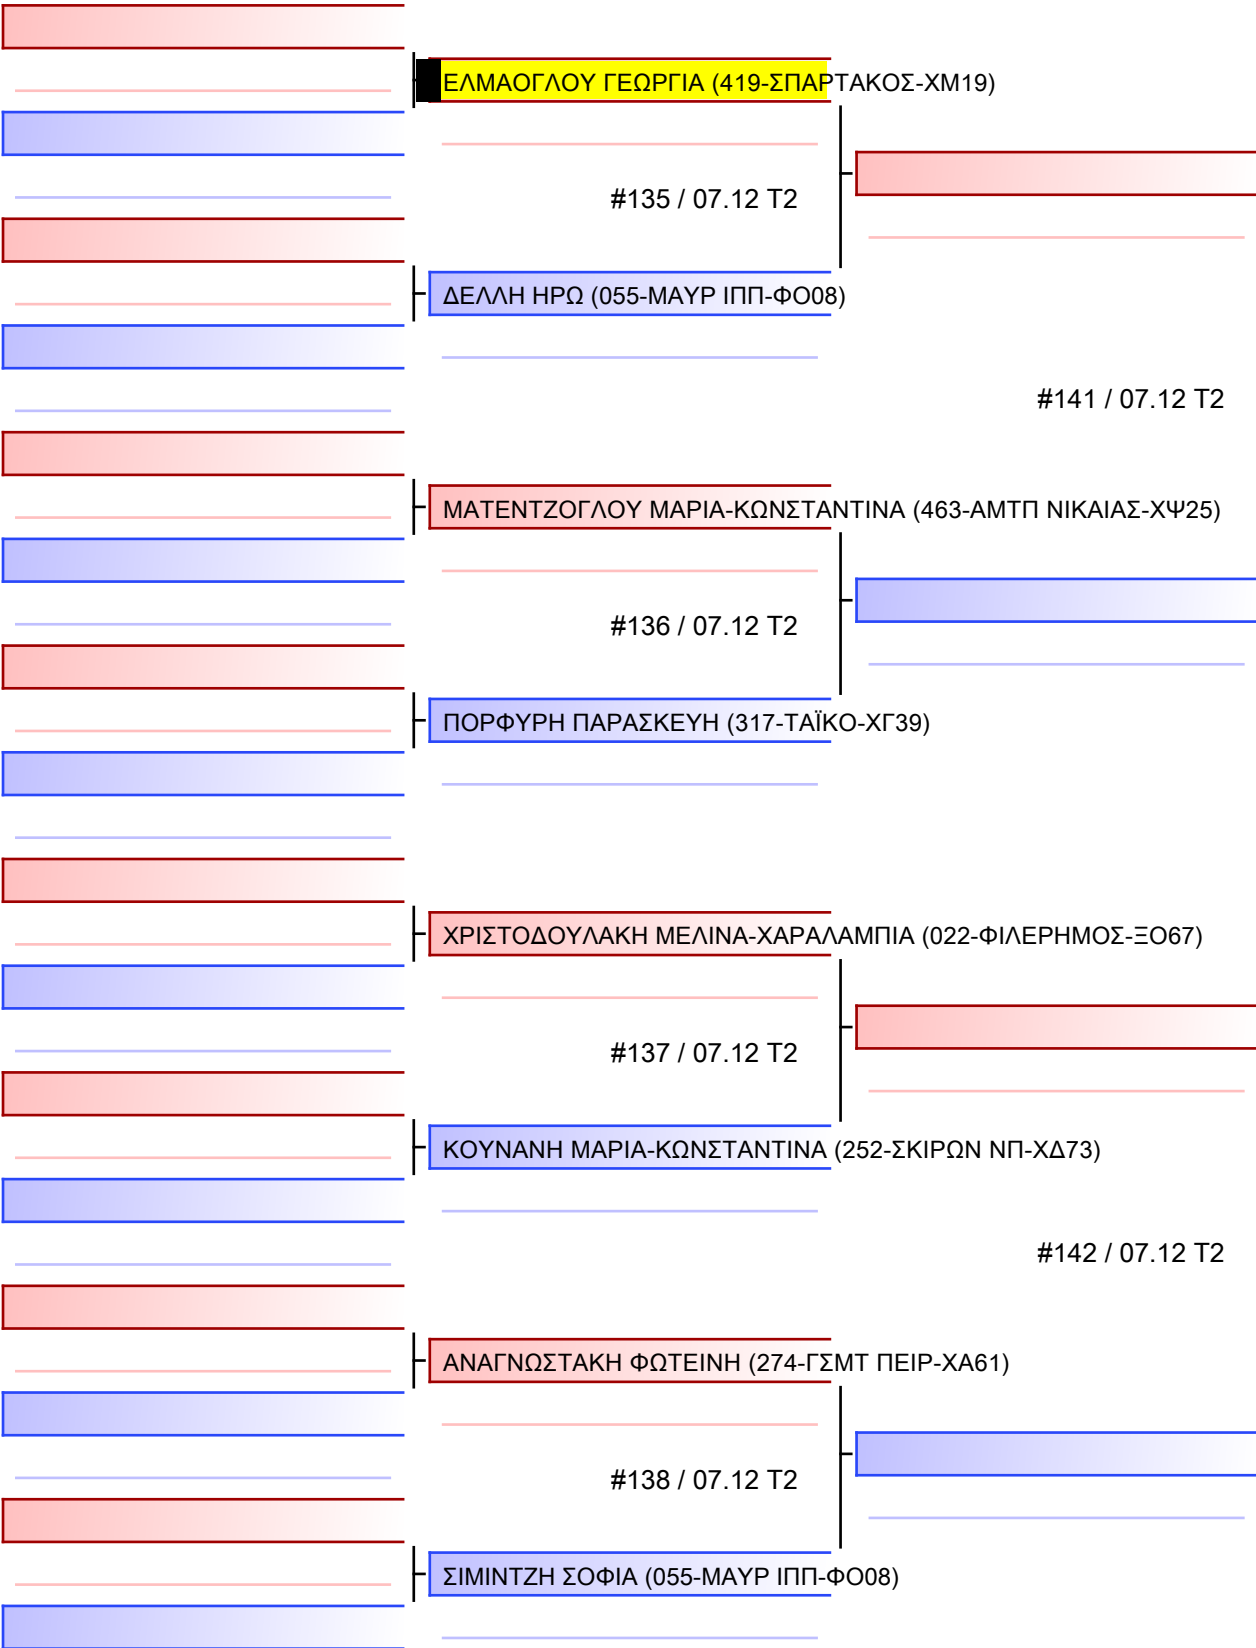 ΕΛΜΑΟΓΛΟΥ ΓΕΩΡΓΙΑ (419-ΣΠΑΡΤΑΚΟΣ-ΧΜ19)
#135 / 07.12 T2
ΔΕΛΛΗ ΗΡΩ (055-ΜΑΥΡ ΙΠΠ-ΦΟ08)
#141 / 07.12 T2
ΜΑΤΕΝΤΖΟΓΛΟΥ ΜΑΡΙΑ-ΚΩΝΣΤΑΝΤΙΝΑ (463-ΑΜΤΠ ΝΙΚΑΙΑΣ-ΧΨ25)
#136 / 07.12 T2
ΠΟΡΦΥΡΗ ΠΑΡΑΣΚΕΥΗ (317-ΤΑΪΚΟ-ΧΓ39)
ΧΡΙΣΤΟΔΟΥΛΑΚΗ ΜΕΛΙΝΑ-ΧΑΡΑΛΑΜΠΙΑ (022-ΦΙΛΕΡΗΜΟΣ-ΞΟ67)
#137 / 07.12 T2
ΚΟΥΝΑΝΗ ΜΑΡΙΑ-ΚΩΝΣΤΑΝΤΙΝΑ (252-ΣΚΙΡΩΝ ΝΠ-ΧΔ73)
#142 / 07.12 T2
ΑΝΑΓΝΩΣΤΑΚΗ ΦΩΤΕΙΝΗ (274-ΓΣΜΤ ΠΕΙΡ-ΧΑ61)
#138 / 07.12 T2
ΣΙΜΙΝΤΖΗ ΣΟΦΙΑ (055-ΜΑΥΡ ΙΠΠ-ΦΟ08)